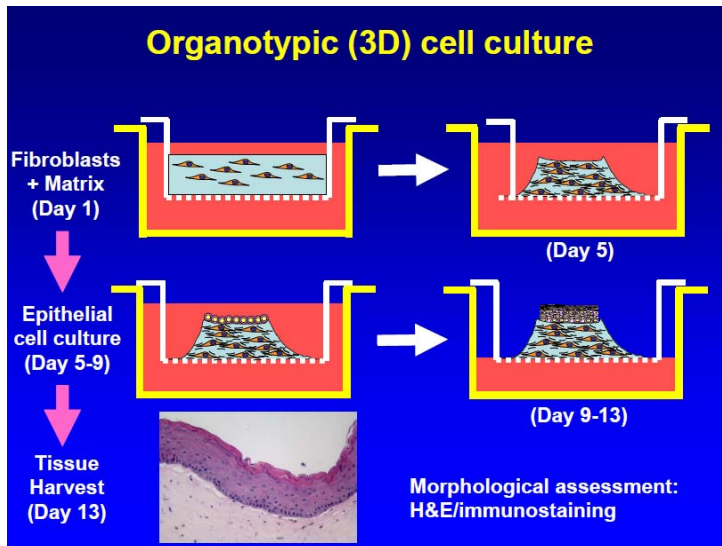 Organotypic (3D) cell culture
Fibroblasts
+ Matrix
(Day 1)
(Day 5)
Epithelial
cell culture
(Day 5-9)
(Day 9-13)
Tissue
Harvest
(Day 13)
Morphological assessment:
H&E/immunostaining